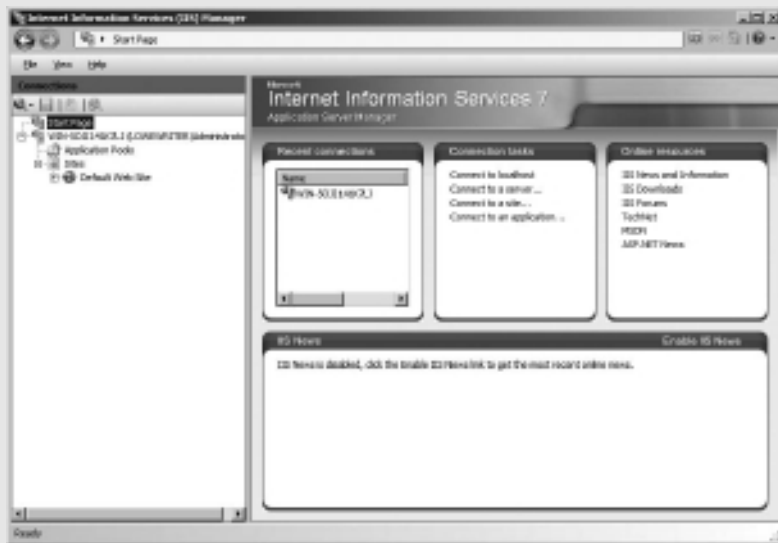 Internet Information Services (IIS) Manager
Start Page
File View Help
Connections
Start Page
Application Pools
Sites
Default Web Site
Microsoft
Internet Information Services 7
Application Server Manager
Recent connections
Name
Connection tasks
Connect to localhost
Connect to a server...
Connect to a site...
Connect to an application...
Online resources
IIS News and Information
IIS Downloads
IIS Forums
TechNet
MSDN
ASP.NET News
IIS News
Enable IIS News
IIS News is disabled, click the Enable IIS News link to get the most recent online news.
Ready